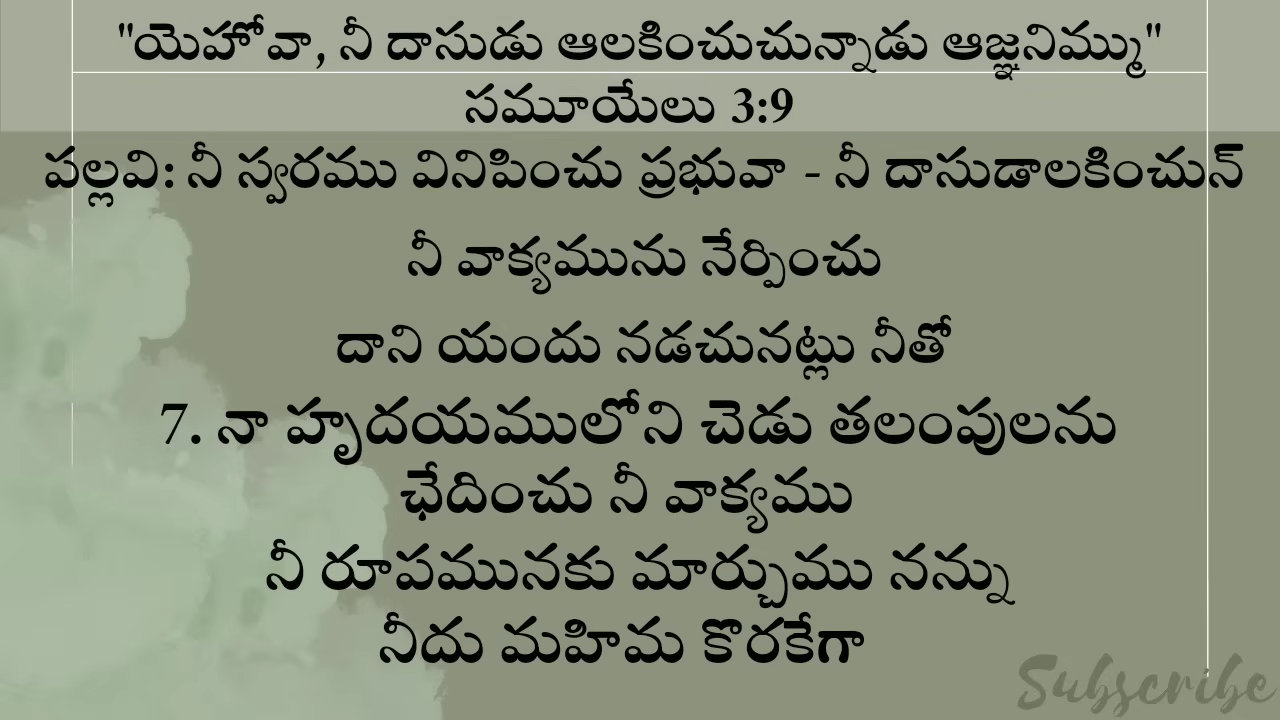 "యెహోవా, నీ దాసుడు ఆలకించుచున్నాడు ఆజ్ఞనిమ్ము"
సమూయేలు 3:9
పల్లవి: నీ స్వరము వినిపించు ప్రభువా - నీ దాసుడాలకించున్
నీ వాక్యమును నేర్పించు
దాని యందు నడచునట్లు నీతో
7. నా హృదయములోని చెడు తలంపులను
ఛేదించు నీ వాక్యము
నీ రూపమునకు మార్చుము నన్ను
నీదు మహిమ కొరకేగా
Subscribe